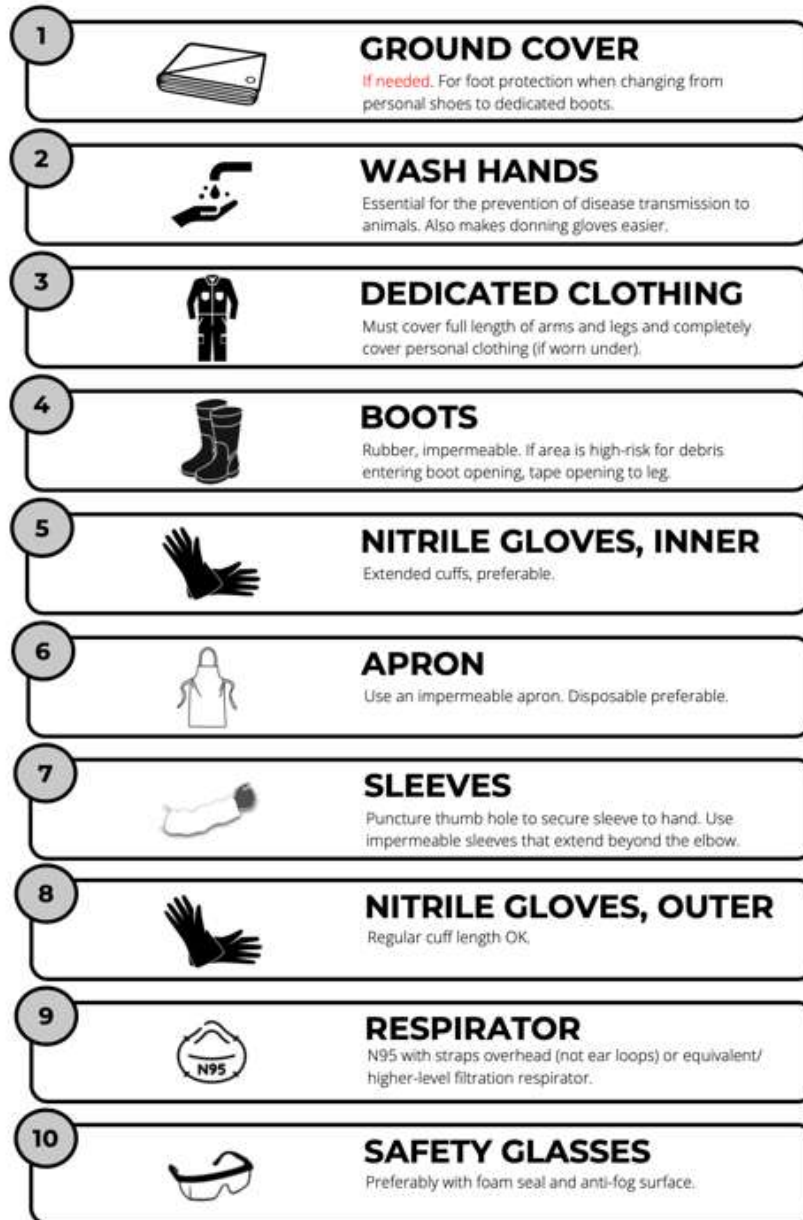 1
GROUND COVER
If needed. For foot protection when changing from
personal shoes to dedicated boots.
2
WASH HANDS
Essential for the prevention of disease transmission to
animals. Also makes donning gloves easier.
3
DEDICATED CLOTHING
Must cover full length of arms and legs and completely
cover personal clothing (if worn under).
4
BOOTS
Rubber, impermeable. If area is high-risk for debris
entering boot opening, tape opening to leg.
5
NITRILE GLOVES, INNER
Extended cuffs, preferable.
6
APRON
Use an impermeable apron. Disposable preferable.
7
SLEEVES
Puncture thumb hole to secure sleeve to hand. Use
impermeable sleeves that extend beyond the elbow.
8
NITRILE GLOVES, OUTER
Regular cuff length OK.
9
N95
RESPIRATOR
N95 with straps overhead (not ear loops) or equivalent/
higher-level filtration respirator.
10
SAFETY GLASSES
Preferably with foam seal and anti-fog surface.